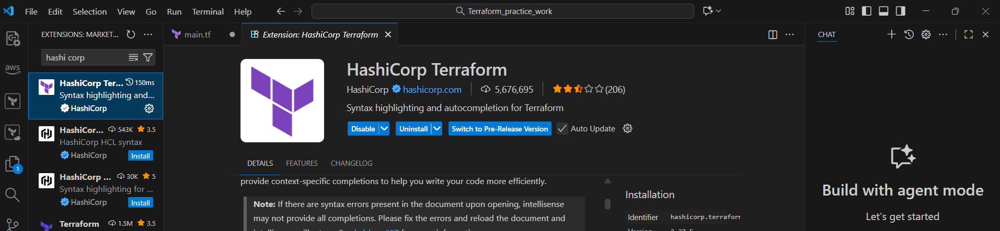 File Edit Selection View Go Run Terminal Help
Terraform_practice_work
EXTENSIONS: MARKET...
main.tf
Extension: HashiCorp Terraform
CHAT
hashi corp
aws
HashiCorp Ter... 150ms
Syntax highlighting and...
HashiCorp
HashiCor... 543K 3.5
HashiCorp HCL syntax
HashiCorp Install
HashiCorp ... 30K 5
Syntax highlighting for ...
HashiCorp Install
Terraform 1.5M 3.5
1
HashiCorp Terraform
HashiCorp hashicorp.com 5,676,695 (206)
Syntax highlighting and autocompletion for Terraform
Disable Uninstall Switch to Pre-Release Version Auto Update
DETAILS FEATURES CHANGELOG
provide context-specific completions to help you write your code more efficiently.
Note: If there are syntax errors present in the document upon opening, intellisense
may not provide all completions. Please fix the errors and reload the document and
Installation
Identifier hashicorp.terraform
Build with agent mode
Let's get started